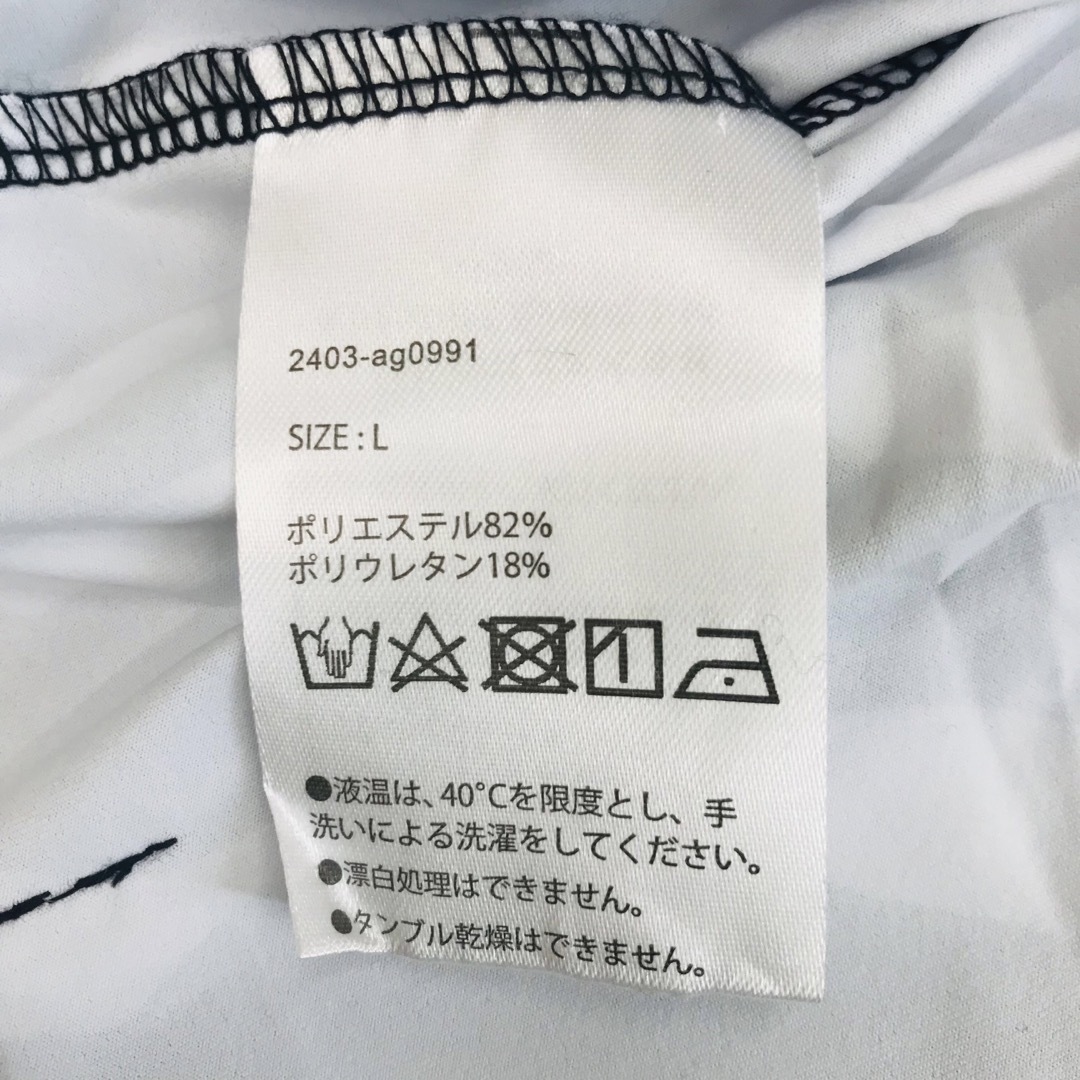 2403-ag0991
SIZE : L
ポリエステル82%
ポリウレタン18%
●液温は、40°Cを限度とし、手
洗いによる洗濯をしてください。
●漂白処理はできません。
●タンブル乾燥はできません。